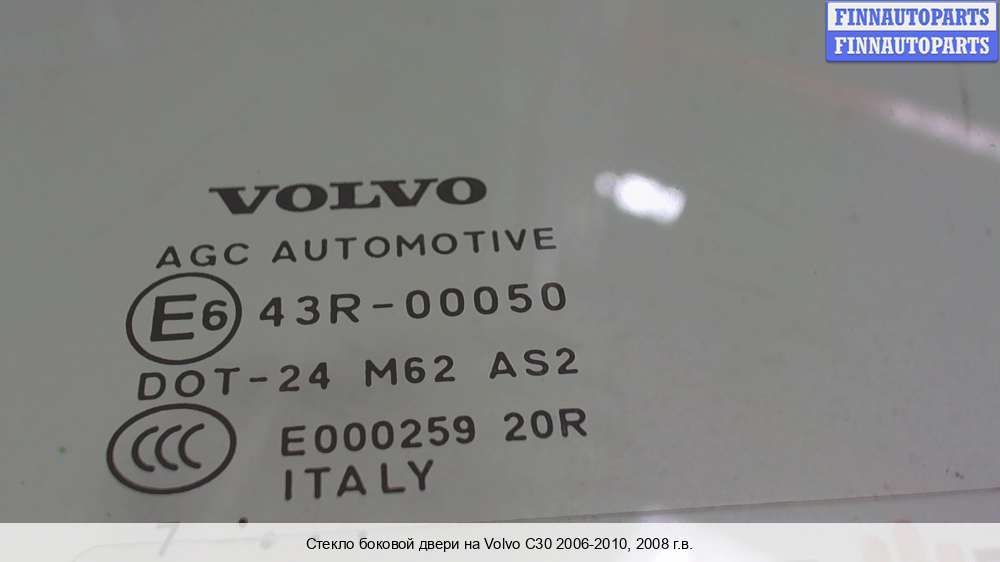 FINNAUTOPARTS
FINNAUTOPARTS
VOLVO
AGC AUTOMOTIVE
E6 43R-00050
DOT-24 M62 AS2
CCC E000259 20R
ITALY
7
Стекло боковой двери на Volvo C30 2006-2010, 2008 г.в.